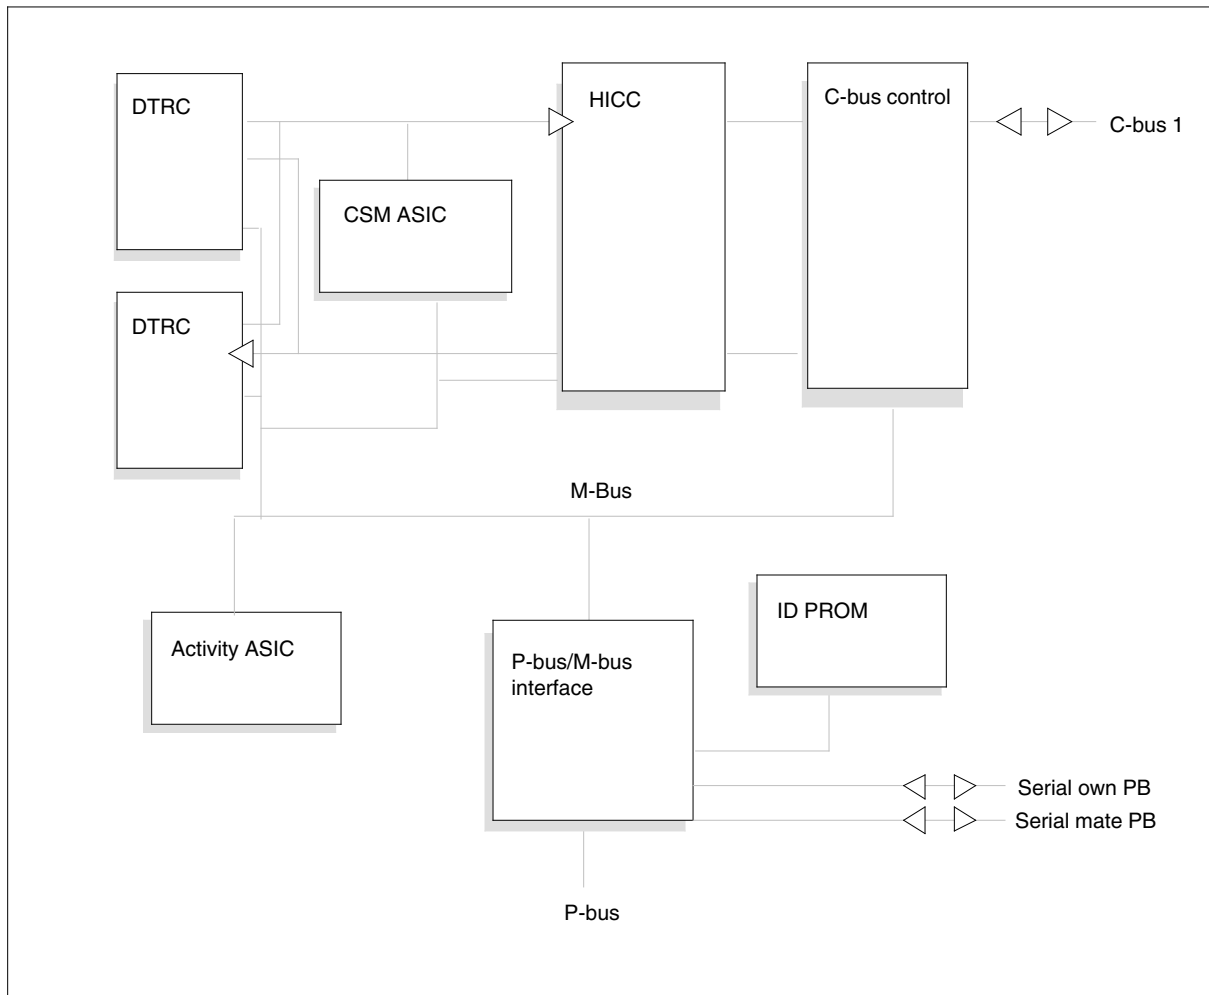 DTRC
HICC
C-bus control
C-bus 1
CSM ASIC
DTRC
M-Bus
ID PROM
Activity ASIC
P-bus/M-bus
interface
Serial own PB
Serial mate PB
P-bus